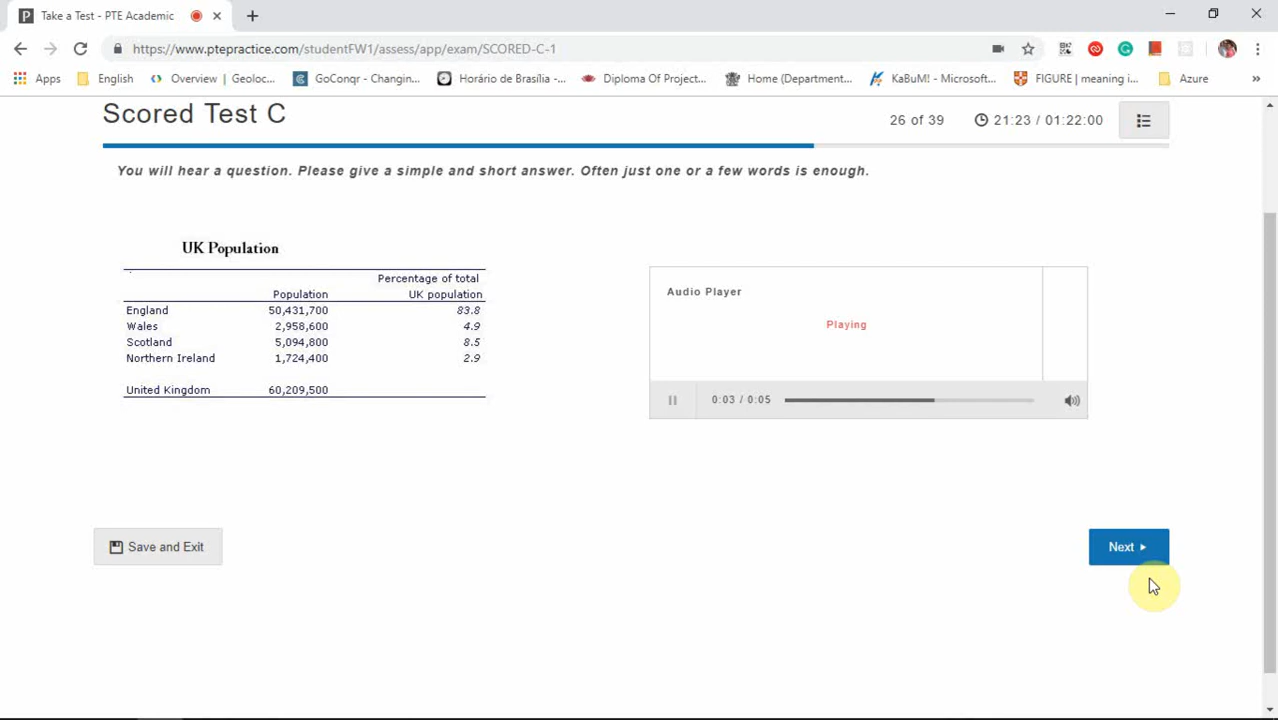 Take a Test - PTE Academic
https://www.ptepractice.com/studentFW1/assess/app/exam/SCORED-C-1
Apps English Overview | Geoloc... GoConqr - Changin... Horário de Brasília -... Diploma Of Project... Home (Department... KaBuM! - Microsoft... FIGURE | meaning i... Azure »
Scored Test C 26 of 39 21:23 / 01:22:00
You will hear a question. Please give a simple and short answer. Often just one or a few words is enough.
UK Population
Percentage of total
Population UK population
England 50,431,700 83.8
Wales 2,958,600 4.9
Scotland 5,094,800 8.5
Northern Ireland 1,724,400 2.9
United Kingdom 60,209,500
Audio Player
Playing
0:03 / 0:05
Save and Exit
Next